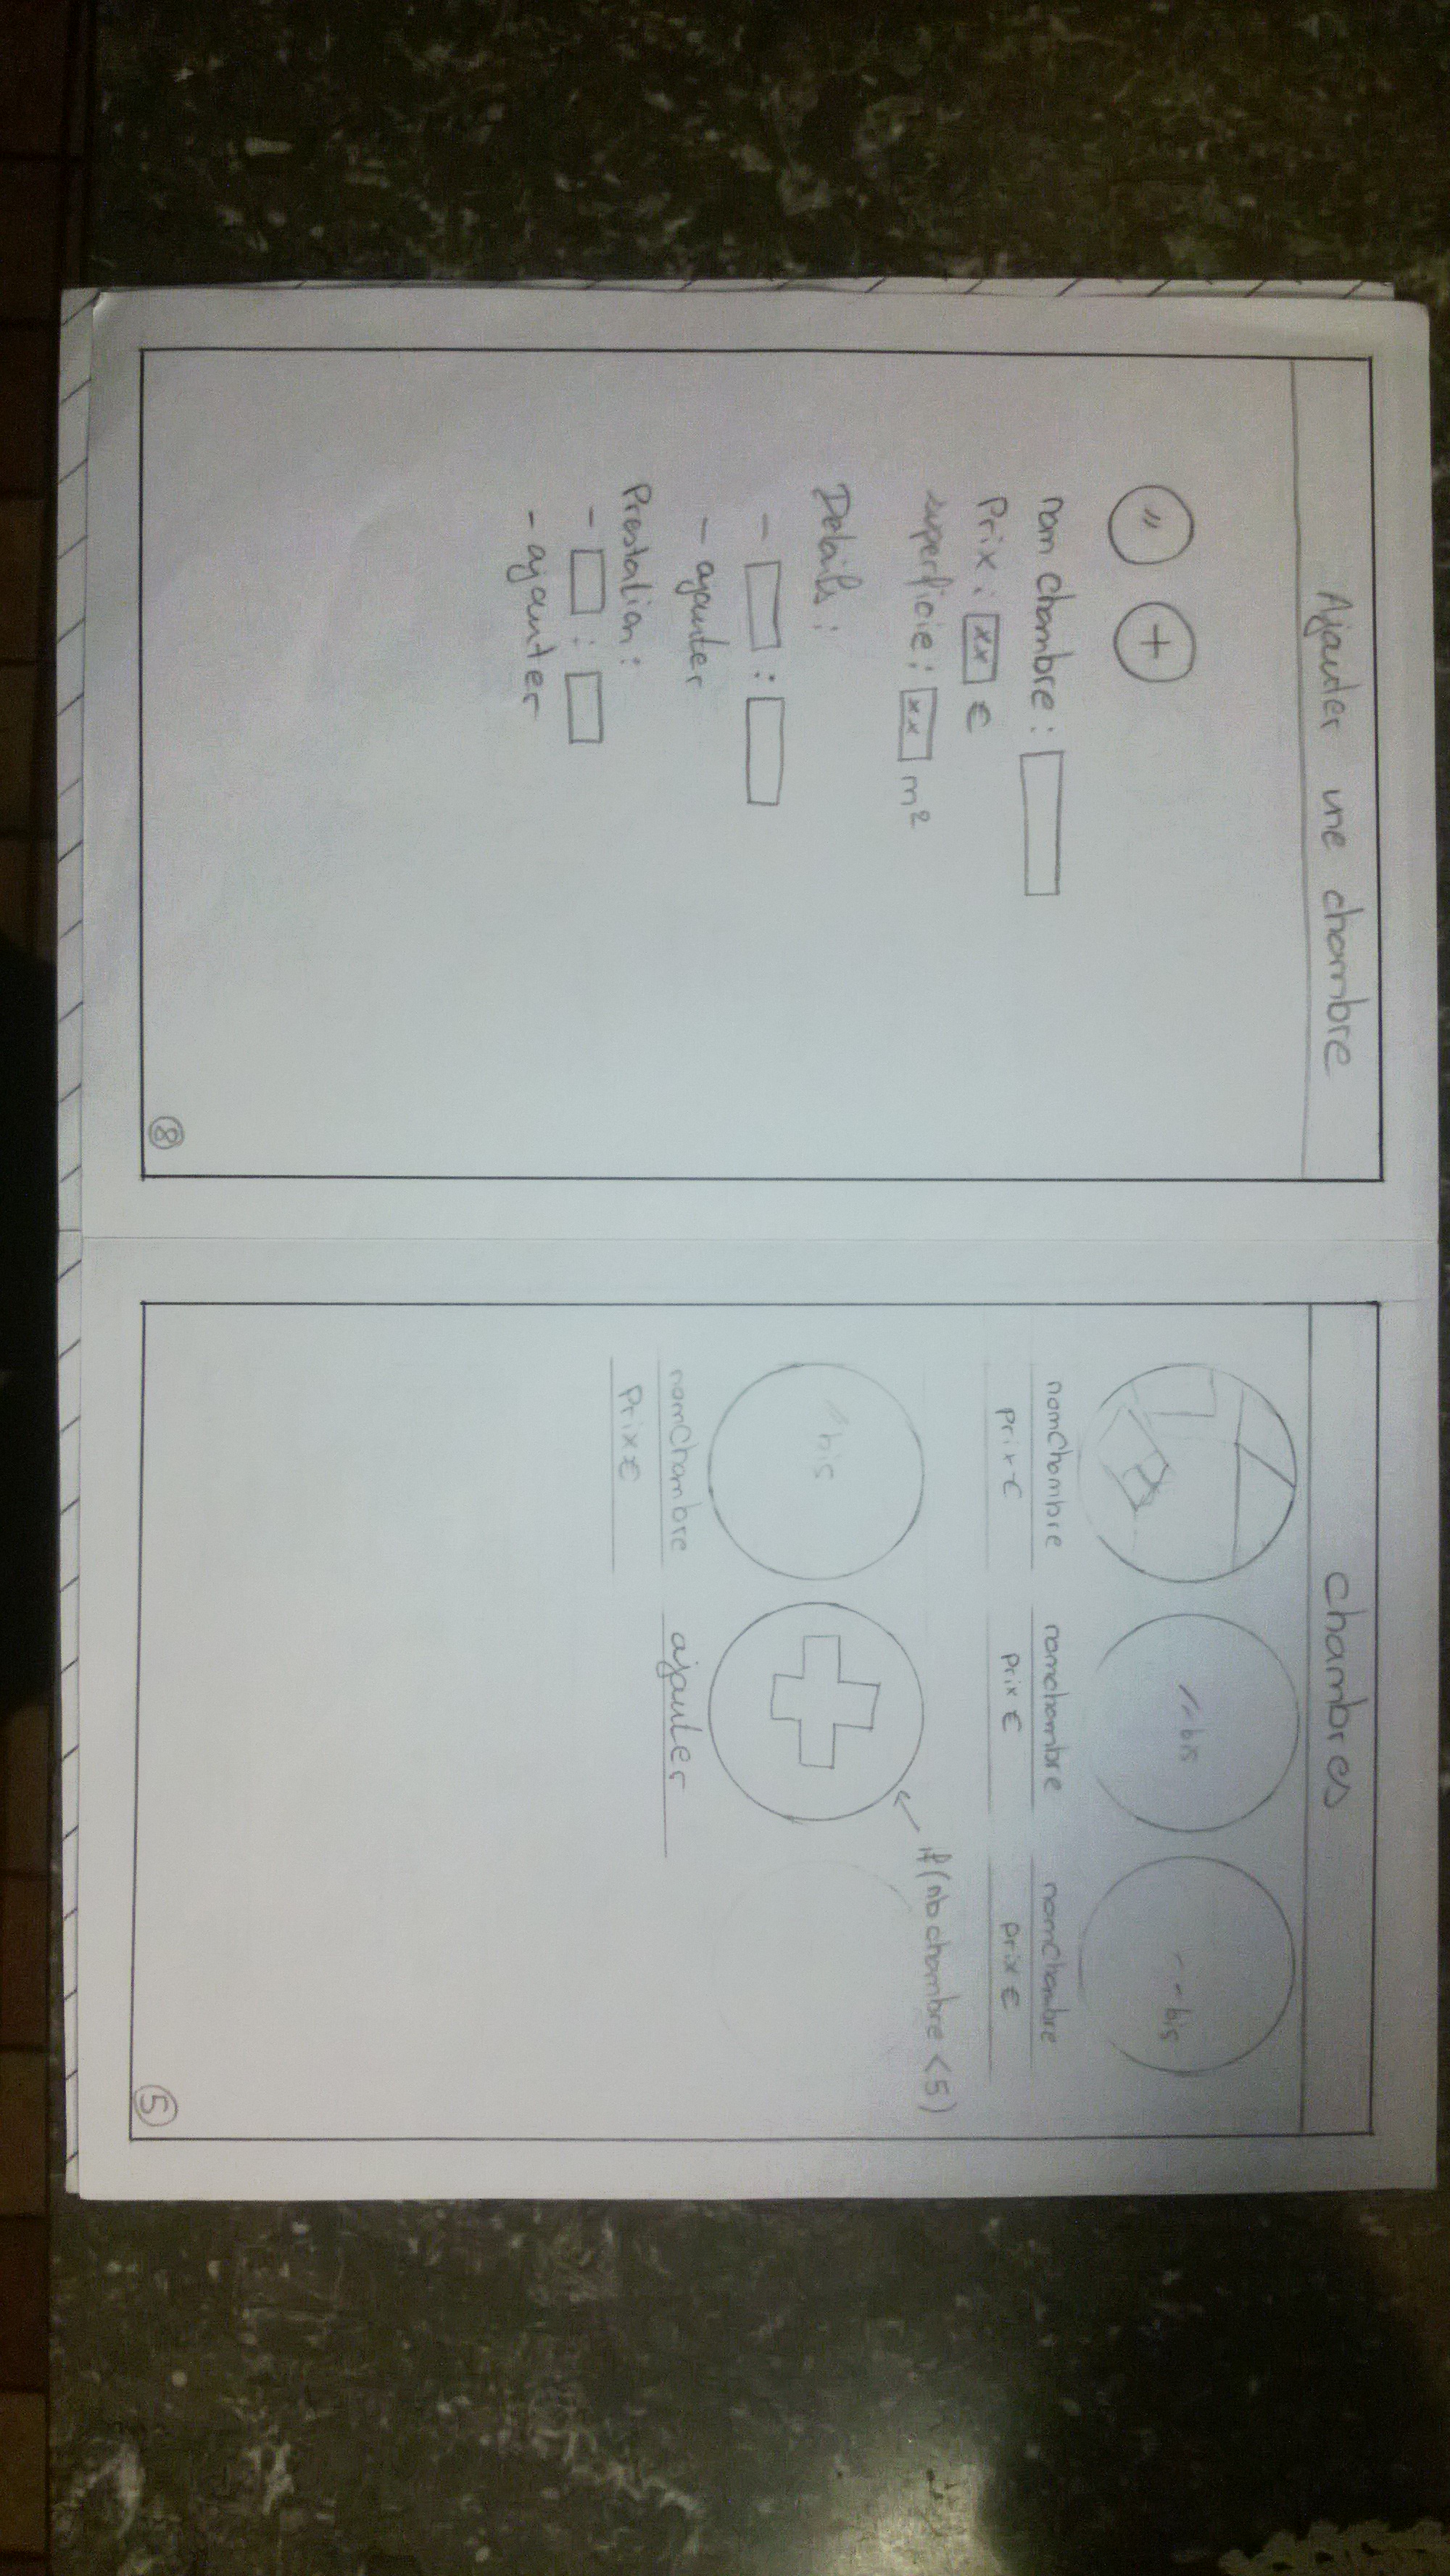 Ajouter une chambre
" +
nom chambre :
Prix : xx €
superficie : xx m²
Details :
- :
- ajouter
Prestation :
- :
- ajouter
8
Chambres
bis bis
nomChambre nomchambre nomChambre
prix € prix € prix €
if (nb chambre < 5)
bis
nomChambre ajouter
Prix €
5